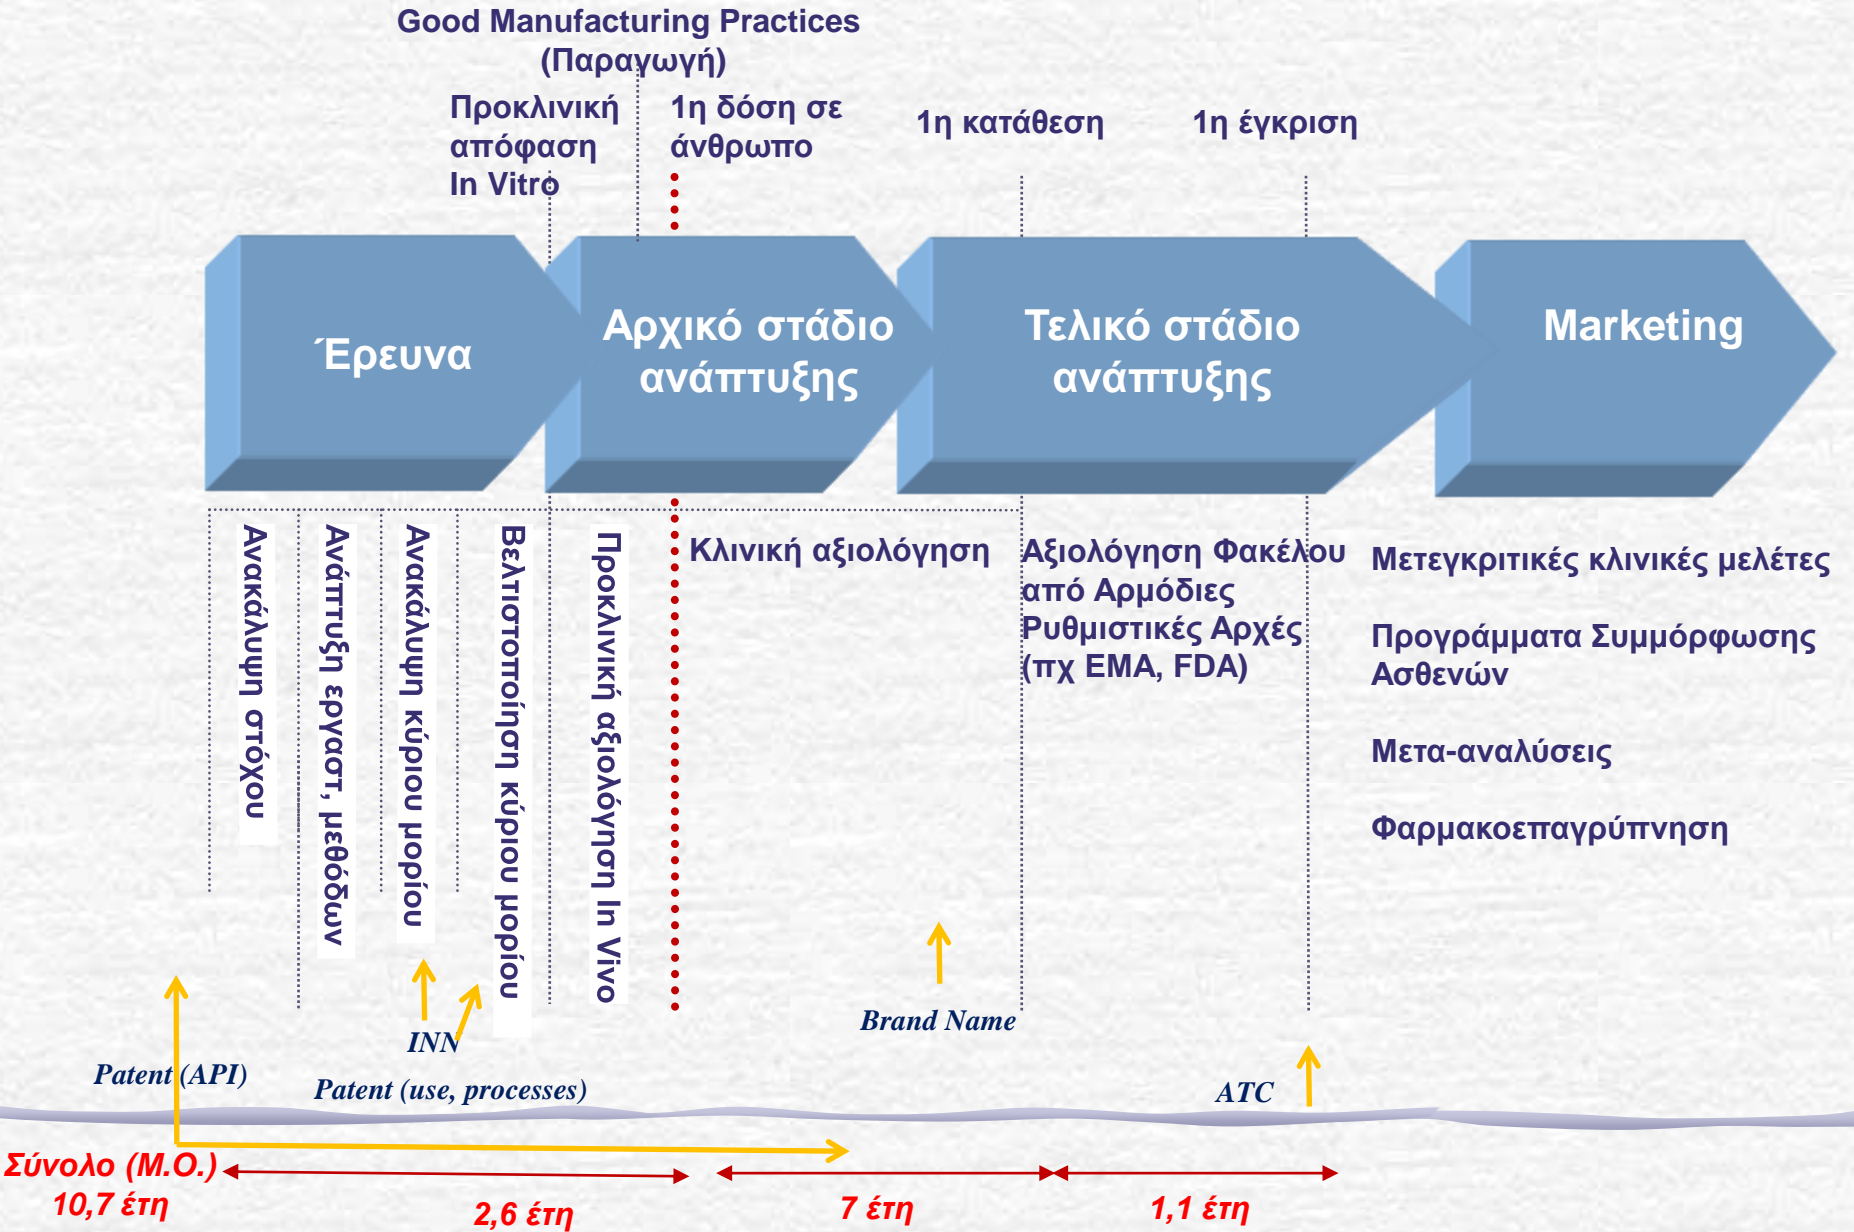 Good Manufacturing Practices
(Παραγωγή)
Προκλινική
απόφαση
In Vitro
1η δόση σε
άνθρωπο
1η κατάθεση
1η έγκριση
Έρευνα
Αρχικό στάδιο
ανάπτυξης
Τελικό στάδιο
ανάπτυξης
Marketing
Ανακάλυψη στόχου
Ανάπτυξη εργαστ, μεθόδων
Ανακάλυψη κύριου μορίου
Βελτιστοποίηση κύριου μορίου
Προκλινική αξιολόγηση In Vivo
Κλινική αξιολόγηση
Αξιολόγηση Φακέλου
από Αρμόδιες
Ρυθμιστικές Αρχές
(πχ EMA, FDA)
Μετεγκριτικές κλινικές μελέτες
Προγράμματα Συμμόρφωσης
Ασθενών
Μετα-αναλύσεις
Φαρμακοεπαγρύπνηση
Patent (API)
INN
Patent (use, processes)
Brand Name
ATC
Σύνολο (Μ.Ο.)
10,7 έτη
2,6 έτη
7 έτη
1,1 έτη